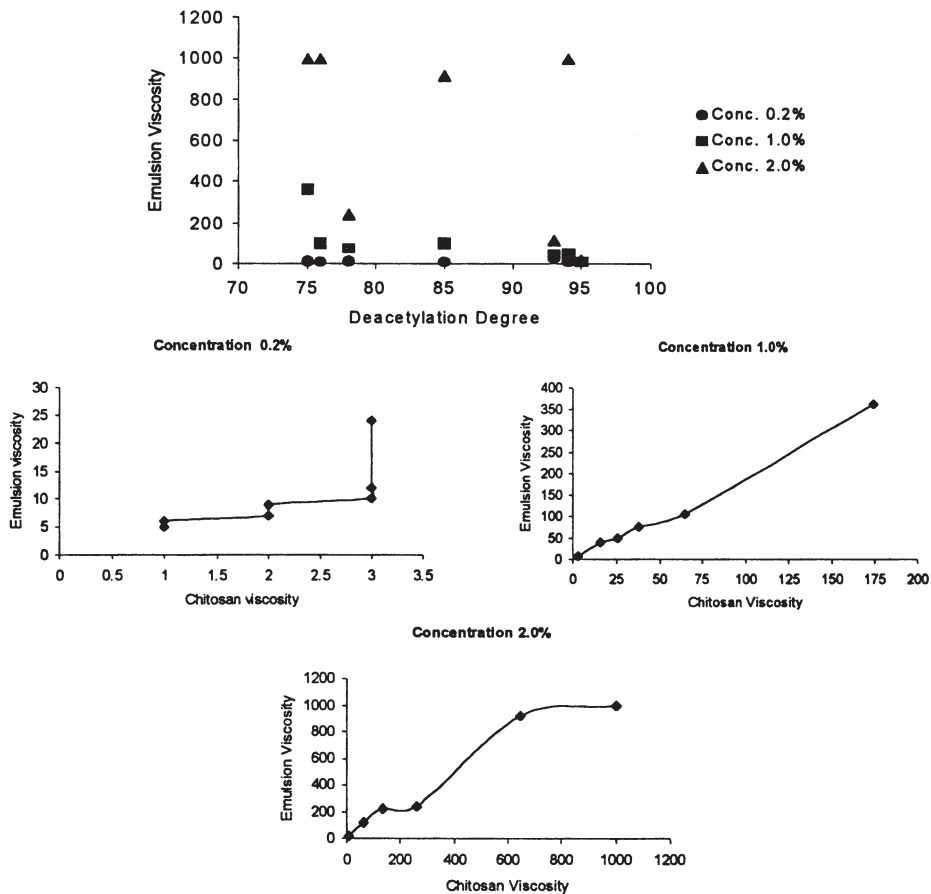 1200
1000
800
600
400
200
0
Emulsion Viscosity
70 75 80 85 90 95 100
Deacetylation Degree
Conc. 0.2%
Conc. 1.0%
Conc. 2.0%
Concentration 0.2%
30
25
20
15
10
5
0
Emulsion viscosity
0 0.5 1 1.5 2 2.5 3 3.5
Chitosan viscosity
Concentration 1.0%
400
350
300
250
200
150
100
50
0
Emulsion Viscosity
0 25 50 75 100 125 150 175 200
Chitosan Viscosity
Concentration 2.0%
1200
1000
800
600
400
200
0
Emulsion Viscosity
0 200 400 600 800 1000 1200
Chitosan Viscosity